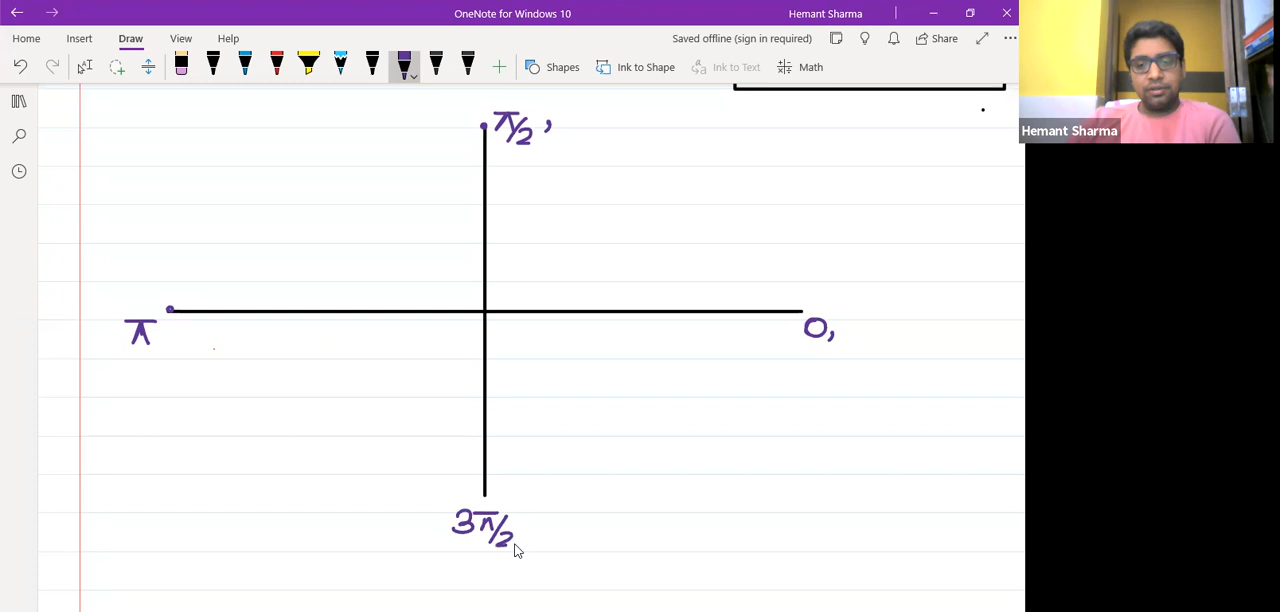 OneNote for Windows 10
Hemant Sharma
Home Insert Draw View Help
Saved offline (sign in required)
Share
Shapes
Ink to Shape
Ink to Text
Math
Hemant Sharma
π/2 ,
π
0,
3π/2